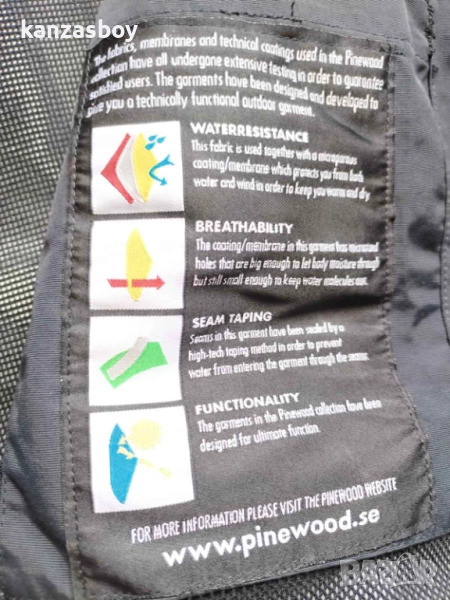 kanzasboy
The fabrics, membranes and technical coatings used in the Pinewood
collection have all undergone extensive testing in order to guarantee
satisfied users. The garments have been designed and developed to
give you a technically functional outdoor garment.
WATERRESISTANCE
This fabric is used together with a microporous
coating/membrane which protects you from both
water and wind in order to keep you warm and dry
BREATHABILITY
The coating/membrane in this garment has microsized
holes that are big enough to let body moisture through
but still small enough to keep water molecules out.
SEAM TAPING
Seams in this garment have been sealed by a
high-tech taping method in order to prevent
water from entering the garment through the seams.
FUNCTIONALITY
The garments in the Pinewood collection have been
designed for ultimate function.
FOR MORE INFORMATION PLEASE VISIT THE PINEWOOD WEBSITE
www.pinewood.se